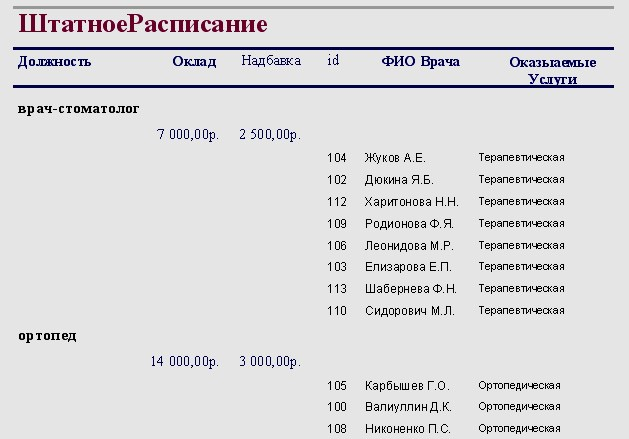 ШтатноеРасписание
Должность Оклад Надбавка id ФИО Врача Оказыаемые
Услуги
врач-стоматолог
7 000,00р. 2 500,00р.
104 Жуков А.Е. Терапевтическая
102 Дюкина Я.Б. Терапевтическая
112 Харитонова Н.Н. Терапевтическая
109 Родионова Ф.Я. Терапевтическая
106 Леонидова М.Р. Терапевтическая
103 Елизарова Е.П. Терапевтическая
113 Шабернева Ф.Н. Терапевтическая
110 Сидорович М.Л. Терапевтическая
ортопед
14 000,00р. 3 000,00р.
105 Карбышев Г.О. Ортопедическая
100 Валиуллин Д.К. Ортопедическая
108 Никоненко П.С. Ортопедическая